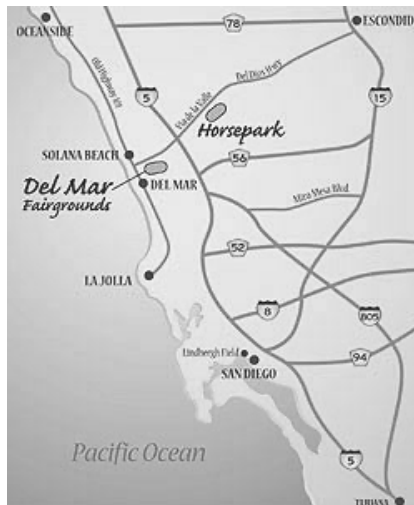 OCEANSIDE
78
ESCONDIDO
Old Highway 101
5
Del Dios Hwy
15
Via de la Valle
Horsepark
SOLANA BEACH
56
Del Mar
Fairgrounds
DEL MAR
Mira Mesa Blvd
52
LA JOLLA
8
805
Lindbergh Field
94
SAN DIEGO
Pacific Ocean
5
TIJUANA